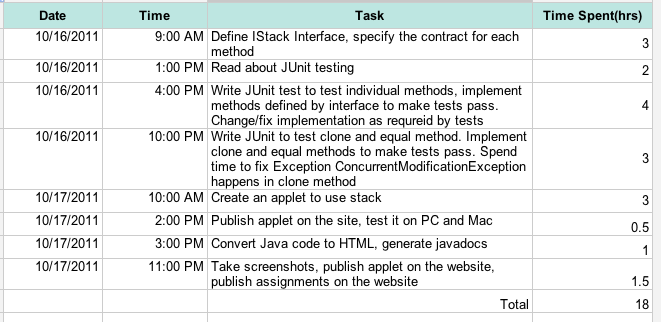 Date Time Task Time Spent(hrs)
10/16/2011 9:00 AM Define IStack Interface, specify the contract for each
method 3
10/16/2011 1:00 PM Read about JUnit testing 2
10/16/2011 4:00 PM Write JUnit test to test individual methods, implement
methods defined by interface to make tests pass. 4
Change/fix implementation as requreid by tests
10/16/2011 10:00 PM Write JUnit to test clone and equal method. Implement
clone and equal methods to make tests pass. Spend 3
time to fix Exception ConcurrentModificationException
happens in clone method
10/17/2011 10:00 AM Create an applet to use stack 3
10/17/2011 2:00 PM Publish applet on the site, test it on PC and Mac 0.5
10/17/2011 3:00 PM Convert Java code to HTML, generate javadocs 1
10/17/2011 11:00 PM Take screenshots, publish applet on the website,
publish assignments on the website 1.5
Total 18